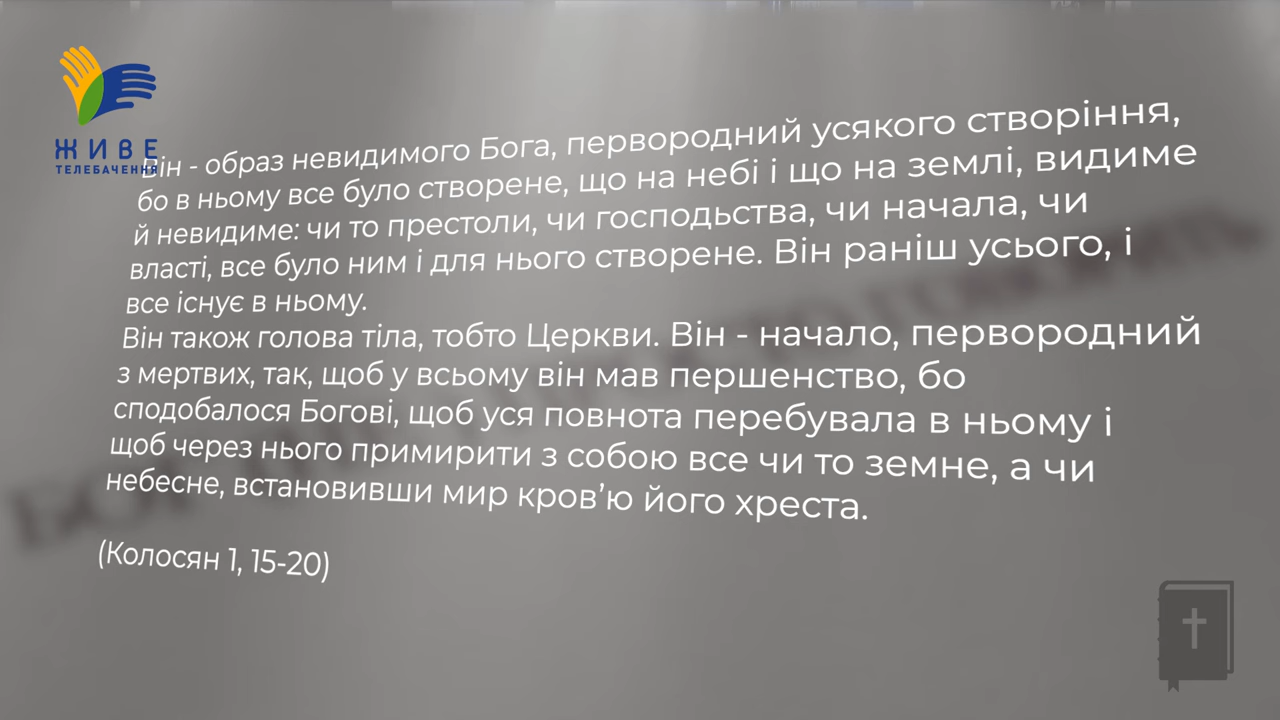 ЖИВЕ
ТЕЛЕБАЧЕННЯ
Він - образ невидимого Бога, первородний усякого створіння,
бо в ньому все було створене, що на небі і що на землі, видиме
й невидиме: чи то престоли, чи господьства, чи начала, чи
власті, все було ним і для нього створене. Він раніш усього, і
все існує в ньому.
Він також голова тіла, тобто Церкви. Він - начало, первородний
з мертвих, так, щоб у всьому він мав першенство, бо
сподобалося Богові, щоб уся повнота перебувала в ньому і
щоб через нього примирити з собою все чи то земне, а чи
небесне, встановивши мир кров’ю його хреста.
(Колосян 1, 15-20)